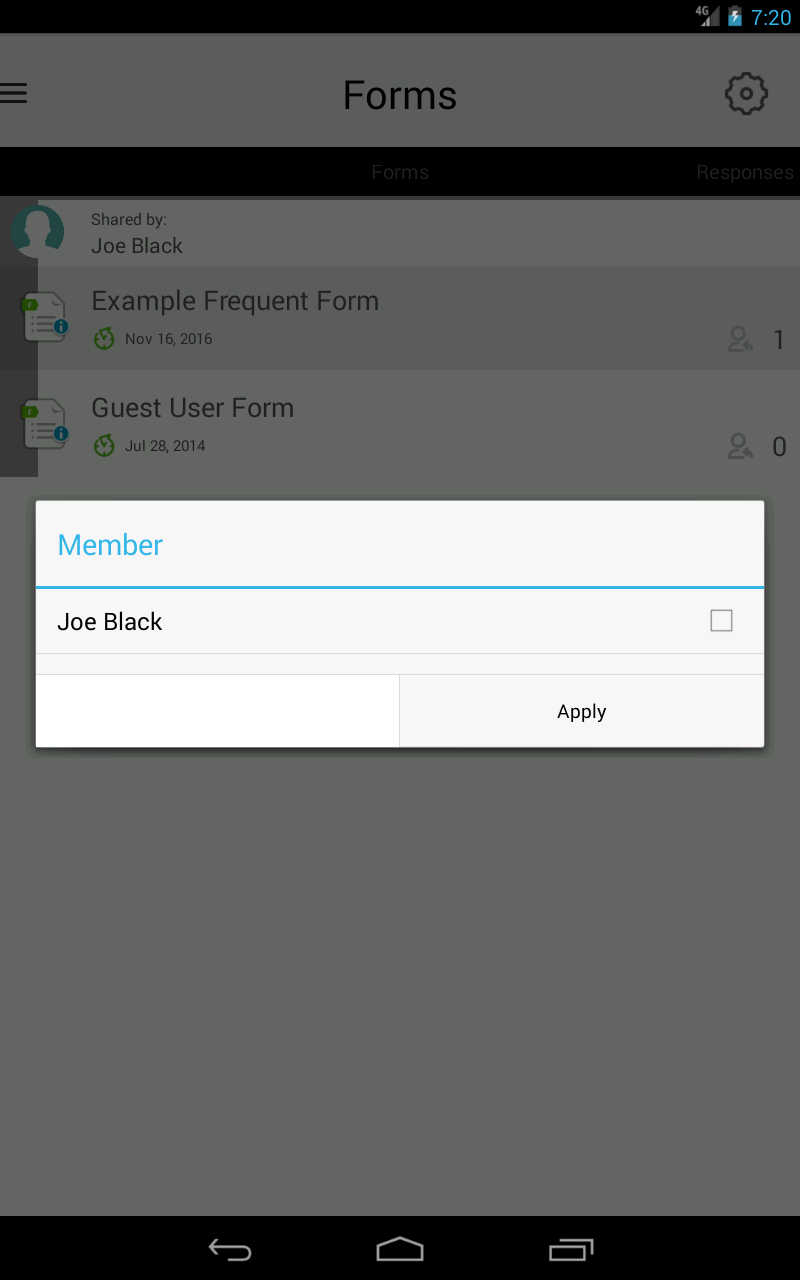 4G 7:20
Forms
Forms Responses
Shared by:
Joe Black
F
Example Frequent Form
Nov 16, 2016
1
F
Guest User Form
Jul 28, 2014
0
Member
Joe Black
Apply